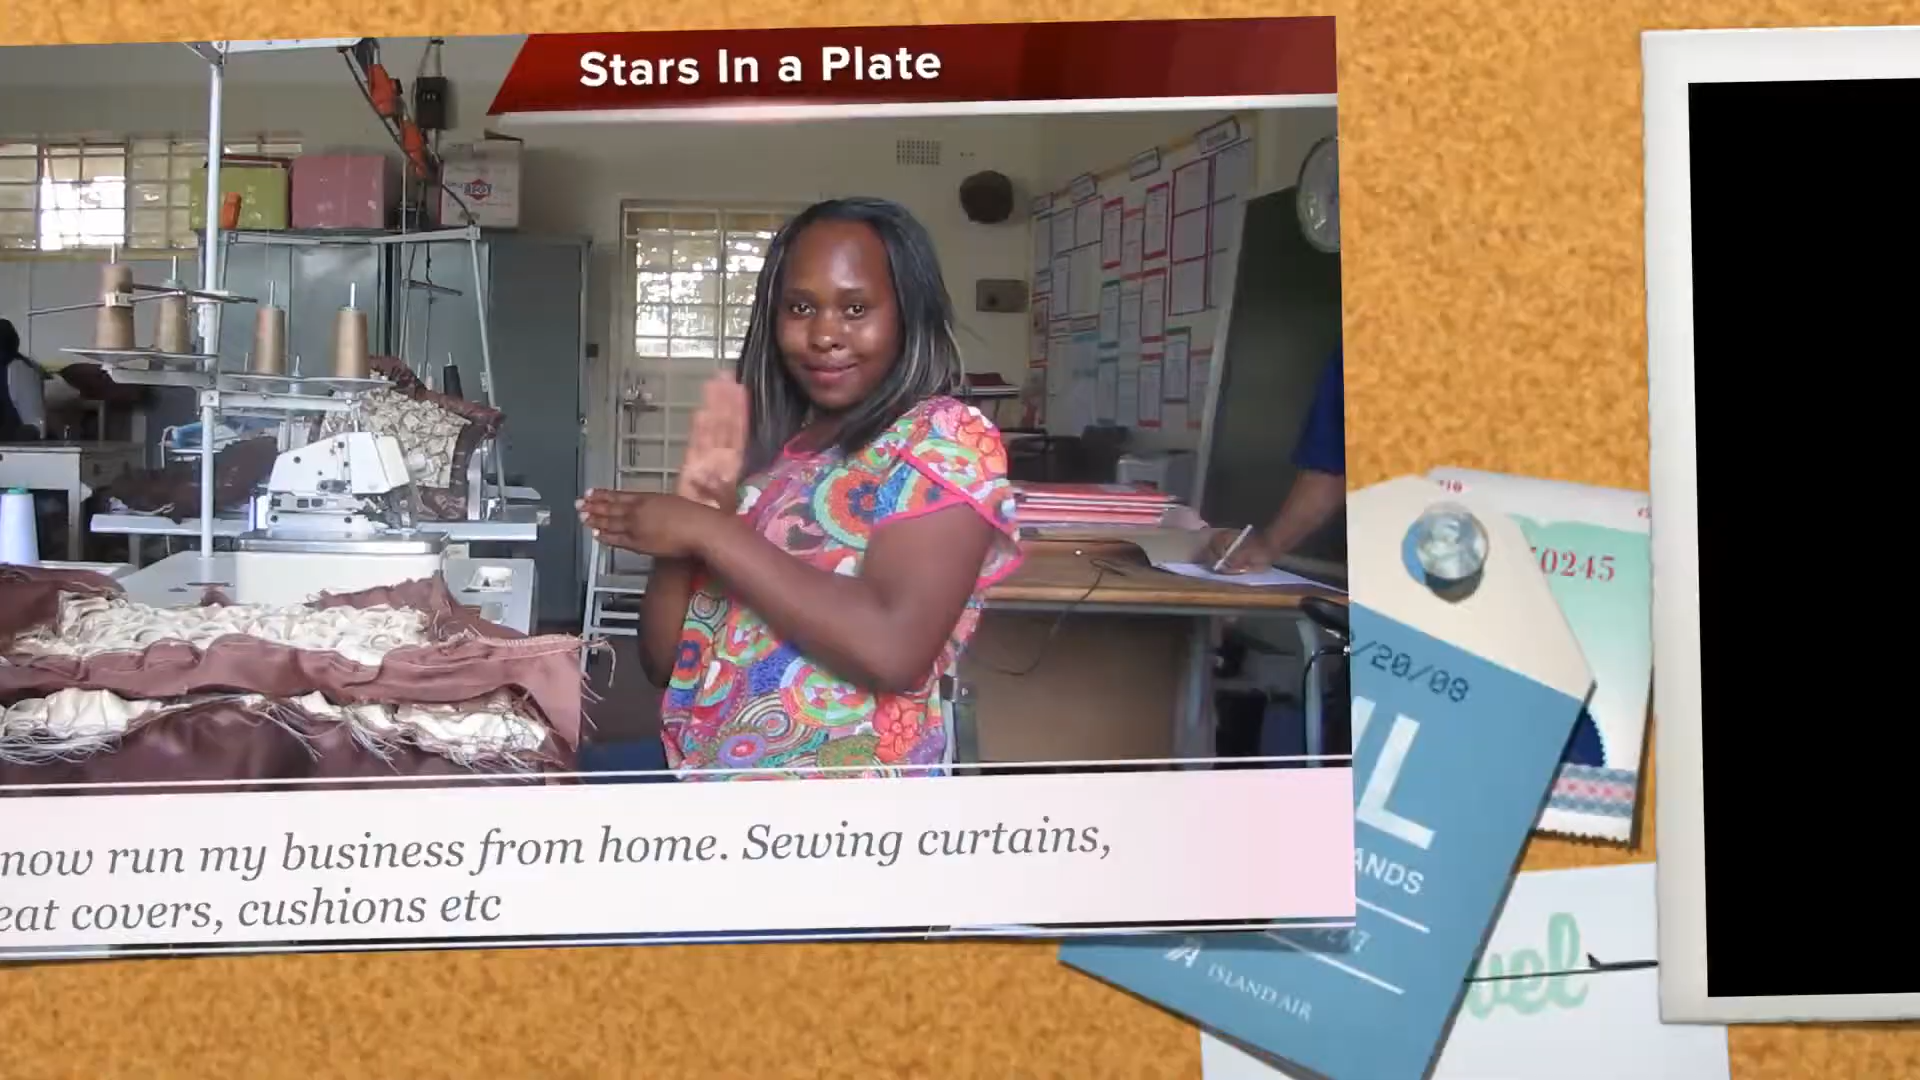 Stars In a Plate
now run my business from home. Sewing curtains,
eat covers, cushions etc
10245
/20/08
ANDS
ISLAND AIR